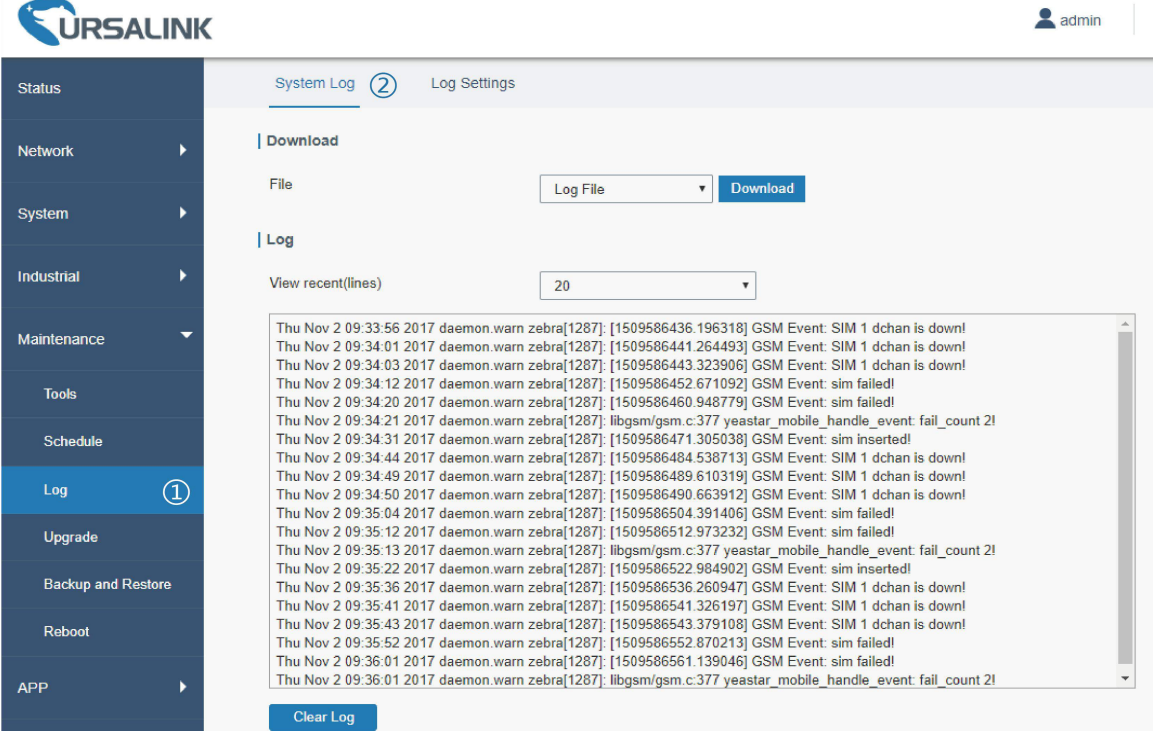 URSALINK
admin
Status
Network
System
Industrial
Maintenance
Tools
Schedule
Log ①
Upgrade
Backup and Restore
Reboot
APP
System Log ② Log Settings
Download
File Log File Download
Log
View recent(lines) 20
Thu Nov 2 09:33:56 2017 daemon.warn zebra[1287]: [1509586436.196318] GSM Event: SIM 1 dchan is down!
Thu Nov 2 09:34:01 2017 daemon.warn zebra[1287]: [1509586441.264493] GSM Event: SIM 1 dchan is down!
Thu Nov 2 09:34:03 2017 daemon.warn zebra[1287]: [1509586443.323906] GSM Event: SIM 1 dchan is down!
Thu Nov 2 09:34:12 2017 daemon.warn zebra[1287]: [1509586452.671092] GSM Event: sim failed!
Thu Nov 2 09:34:20 2017 daemon.warn zebra[1287]: [1509586460.948779] GSM Event: sim failed!
Thu Nov 2 09:34:21 2017 daemon.warn zebra[1287]: libgsm/gsm.c:377 yeastar_mobile_handle_event: fail_count 2!
Thu Nov 2 09:34:31 2017 daemon.warn zebra[1287]: [1509586471.305038] GSM Event: sim inserted!
Thu Nov 2 09:34:44 2017 daemon.warn zebra[1287]: [1509586484.538713] GSM Event: SIM 1 dchan is down!
Thu Nov 2 09:34:49 2017 daemon.warn zebra[1287]: [1509586489.610319] GSM Event: SIM 1 dchan is down!
Thu Nov 2 09:34:50 2017 daemon.warn zebra[1287]: [1509586490.663912] GSM Event: SIM 1 dchan is down!
Thu Nov 2 09:35:04 2017 daemon.warn zebra[1287]: [1509586504.391406] GSM Event: sim failed!
Thu Nov 2 09:35:12 2017 daemon.warn zebra[1287]: [1509586512.973232] GSM Event: sim failed!
Thu Nov 2 09:35:13 2017 daemon.warn zebra[1287]: libgsm/gsm.c:377 yeastar_mobile_handle_event: fail_count 2!
Thu Nov 2 09:35:22 2017 daemon.warn zebra[1287]: [1509586522.984902] GSM Event: sim inserted!
Thu Nov 2 09:35:36 2017 daemon.warn zebra[1287]: [1509586536.260947] GSM Event: SIM 1 dchan is down!
Thu Nov 2 09:35:41 2017 daemon.warn zebra[1287]: [1509586541.326197] GSM Event: SIM 1 dchan is down!
Thu Nov 2 09:35:43 2017 daemon.warn zebra[1287]: [1509586543.379108] GSM Event: SIM 1 dchan is down!
Thu Nov 2 09:35:52 2017 daemon.warn zebra[1287]: [1509586552.870213] GSM Event: sim failed!
Thu Nov 2 09:36:01 2017 daemon.warn zebra[1287]: [1509586561.139046] GSM Event: sim failed!
Thu Nov 2 09:36:01 2017 daemon.warn zebra[1287]: libgsm/gsm.c:377 yeastar_mobile_handle_event: fail_count 2!
Clear Log